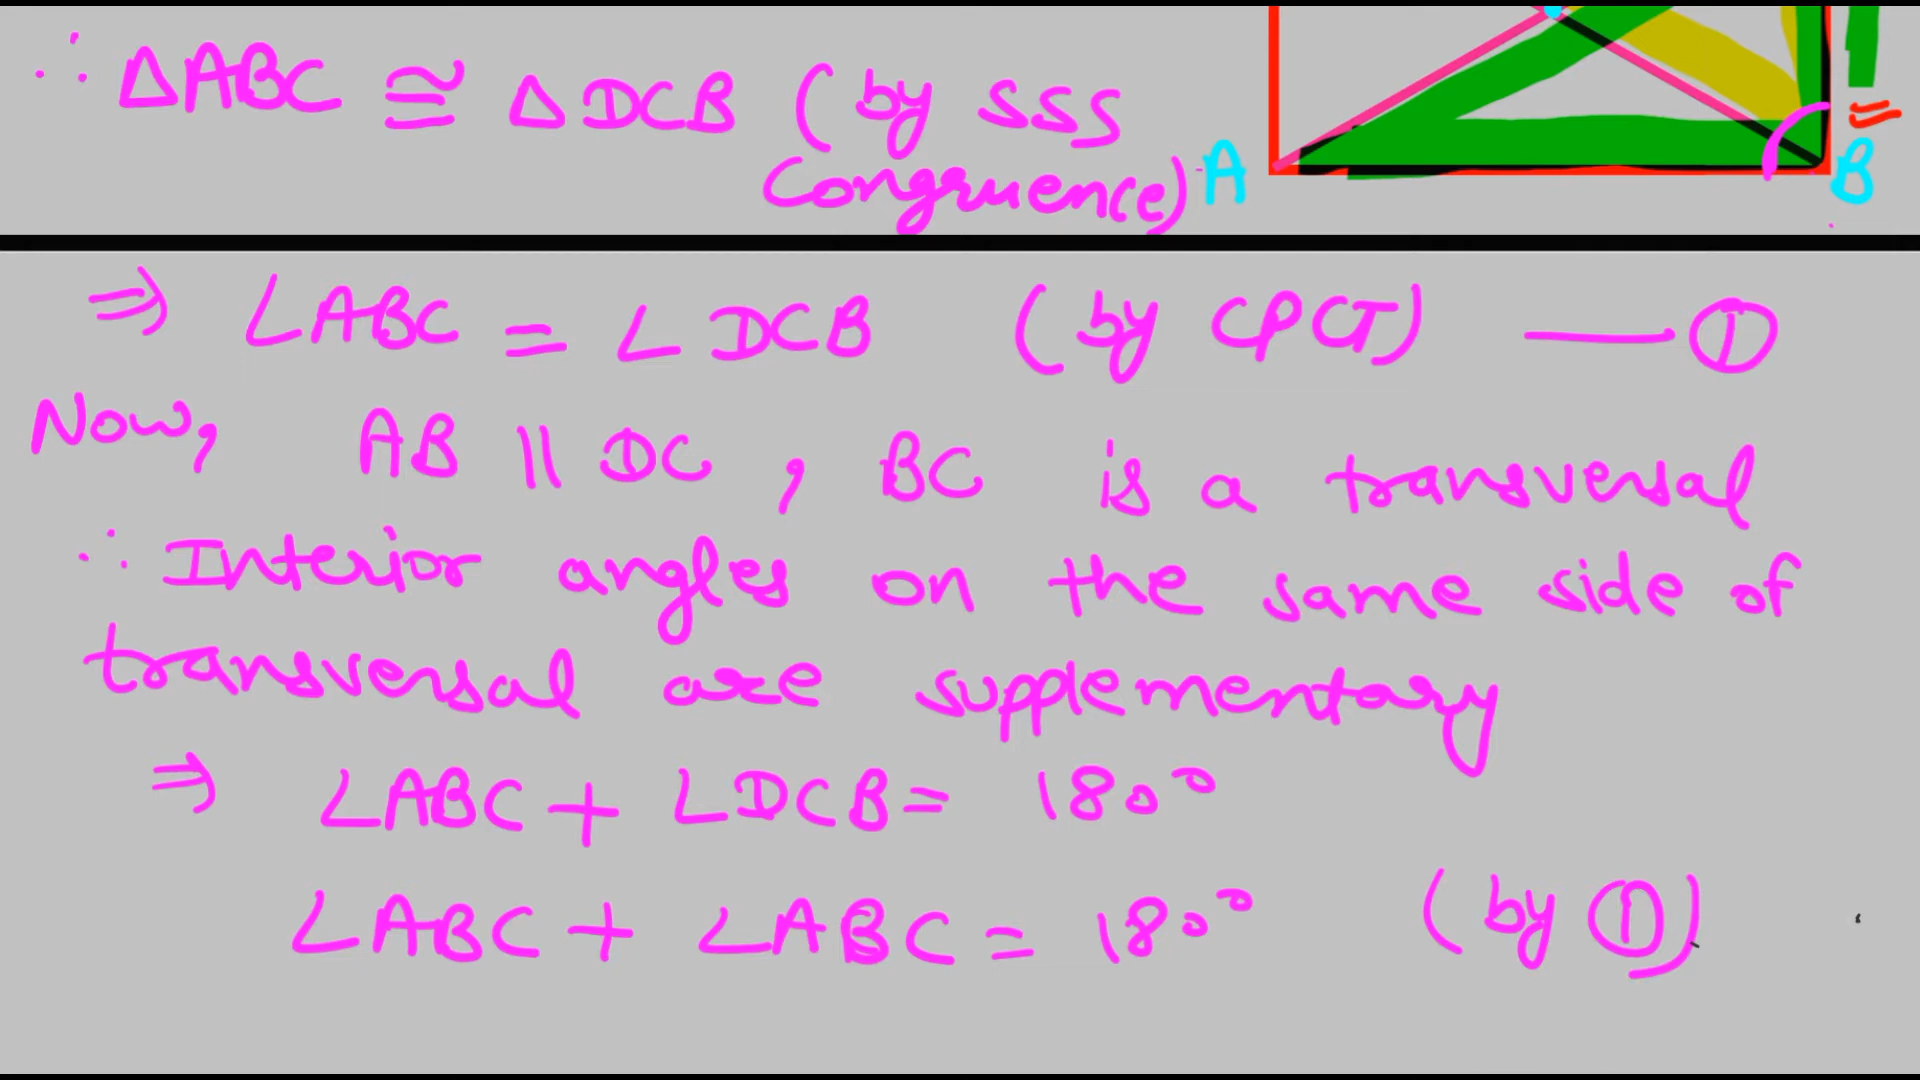 ∴ ΔABC ≅ ΔDCB (by SSS
Congruence)
A
B
⇒ ∠ABC = ∠DCB (by CPCT) —— ①
Now, AB || DC, BC is a transversal
∴ Interior angles on the same side of
transversal are supplementary
⇒ ∠ABC + ∠DCB = 180°
∠ABC + ∠ABC = 180° (by ①)